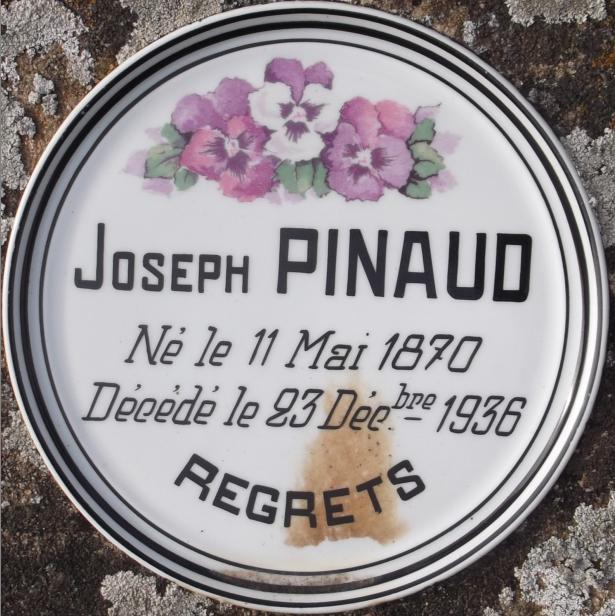 JOSEPH PINAUD
Né le 11 Mai 1870
Décédé le 23 Déc.bre 1936
REGRETS